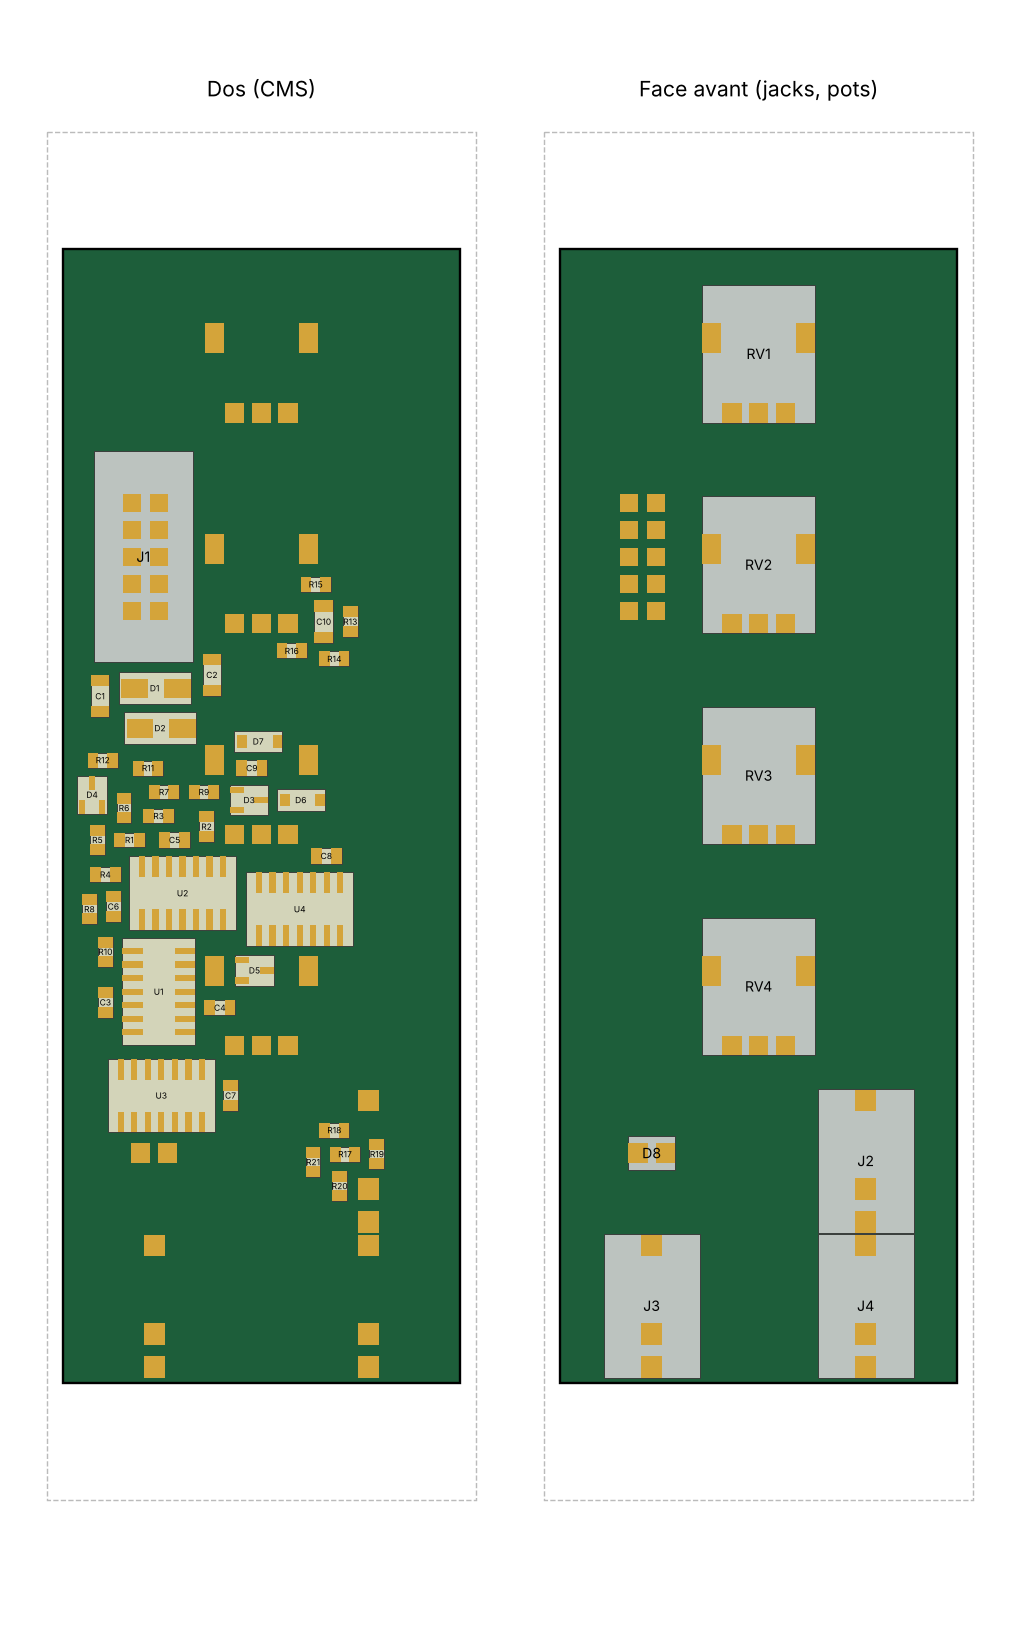 Dos (CMS)
J1
R15
C10
R13
R16
R14
C2
C1
D1
D2
D7
R12
R11
C9
D4
R7
R9
D3
D6
R6
R3
R2
R5
R1
C5
C8
R4
U2
R8
C6
U4
R10
D5
U1
C3
C4
U3
C7
R18
R17
R19
R21
R20
Face avant (jacks, pots)
RV1
RV2
RV3
RV4
D8
J2
J3
J4